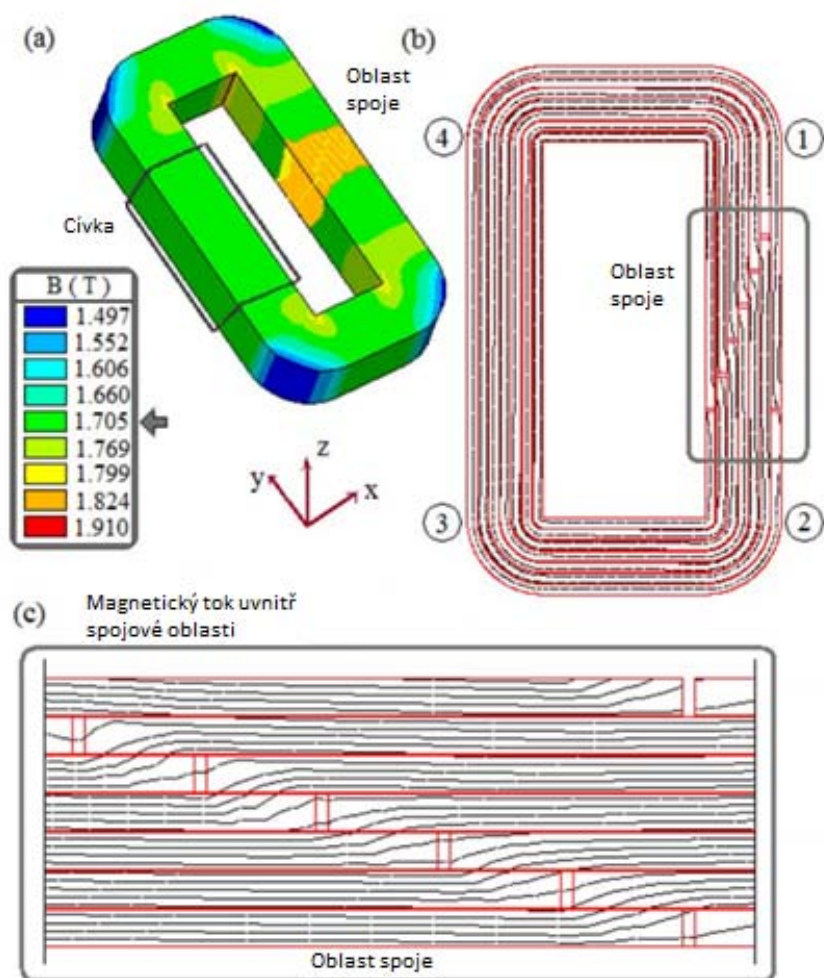 (a)
Oblast
spoje
Cívka
B ( T )
1.497
1.552
1.606
1.660
1.705
1.769
1.799
1.824
1.910
z
y
x
(b)
4
1
Oblast
spoje
3
2
Magnetický tok uvnitř
spojové oblasti
(c)
Oblast spoje